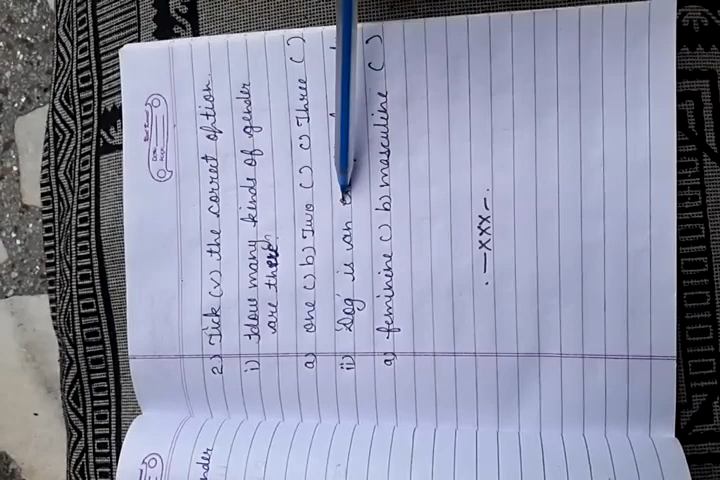 2) Tick (v) the correct option.
i) How many kinds of gender
are there
a) one ( ) b) Two ( ) c) Three ( )
ii) 'Dog' is an
a) feminine ( ) b) masculine ( )
. — xxx — .
nder